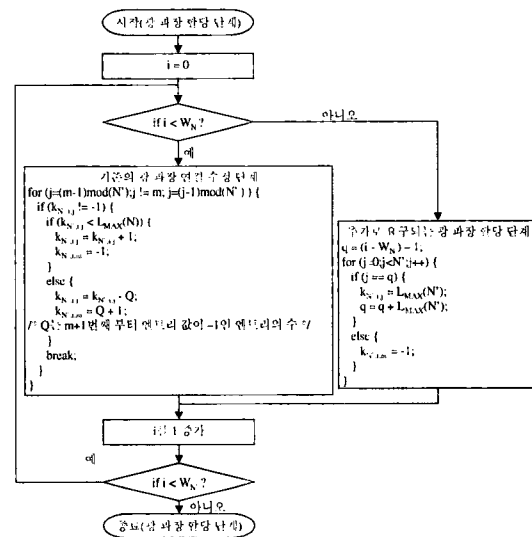 시작(광 파장 할당 단계)
i = 0
if i < W_N ?
아니오
예
기존의 광 파장 연결 수정 단계
for (j=(m-1)mod(N');j != m; j=(j-1)mod(N') ) {
if (k_N',i,j != -1) {
if (k_N',i,j < L_MAX(N)) {
k_N',i,j = k_N',i,j + 1;
k_N',i,m = -1;
}
else {
k_N',i,j = k_N',i,j - Q;
k_N',i,m = Q + 1;
/* Q는 m+1번째 부터 엔트리 값이 -1인 엔트리의 수 */
}
break;
}
}
추가로 요구되는 광 파장 할당 단계
q = (i - W_N) - 1;
for (j=0;j<N';j++) {
if (j == q) {
k_N',i,j = L_MAX(N');
q = q + L_MAX(N');
}
else {
k_N',i,m = -1;
}
}
i를 1 증가
예
if i < W_N ?
아니오
종료(광 파장 할당 단계)